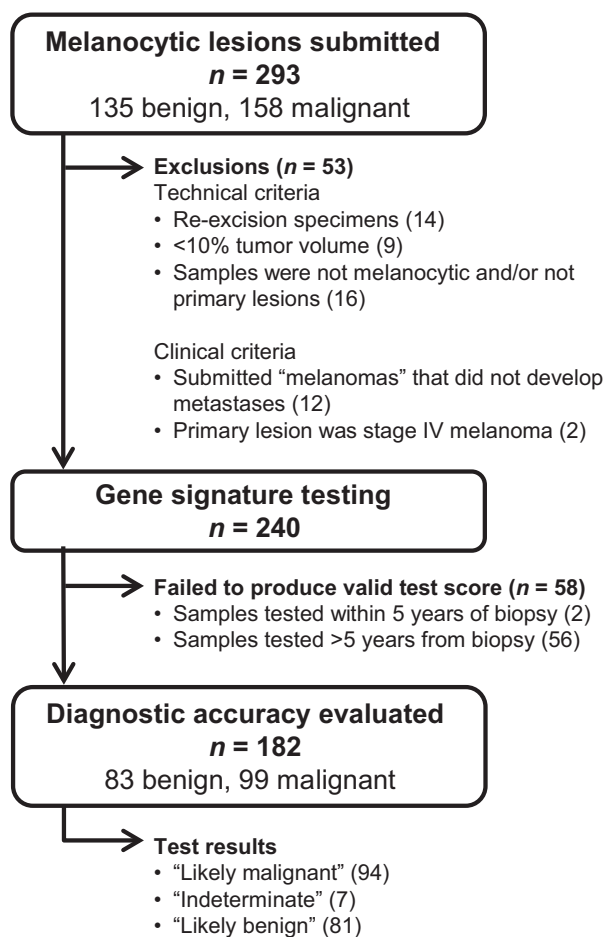 Melanocytic lesions submitted
n = 293
135 benign, 158 malignant
Exclusions (n = 53)
Technical criteria
• Re-excision specimens (14)
• <10% tumor volume (9)
• Samples were not melanocytic and/or not
primary lesions (16)
Clinical criteria
• Submitted “melanomas” that did not develop
metastases (12)
• Primary lesion was stage IV melanoma (2)
Gene signature testing
n = 240
Failed to produce valid test score (n = 58)
• Samples tested within 5 years of biopsy (2)
• Samples tested >5 years from biopsy (56)
Diagnostic accuracy evaluated
n = 182
83 benign, 99 malignant
Test results
• “Likely malignant” (94)
• “Indeterminate” (7)
• “Likely benign” (81)